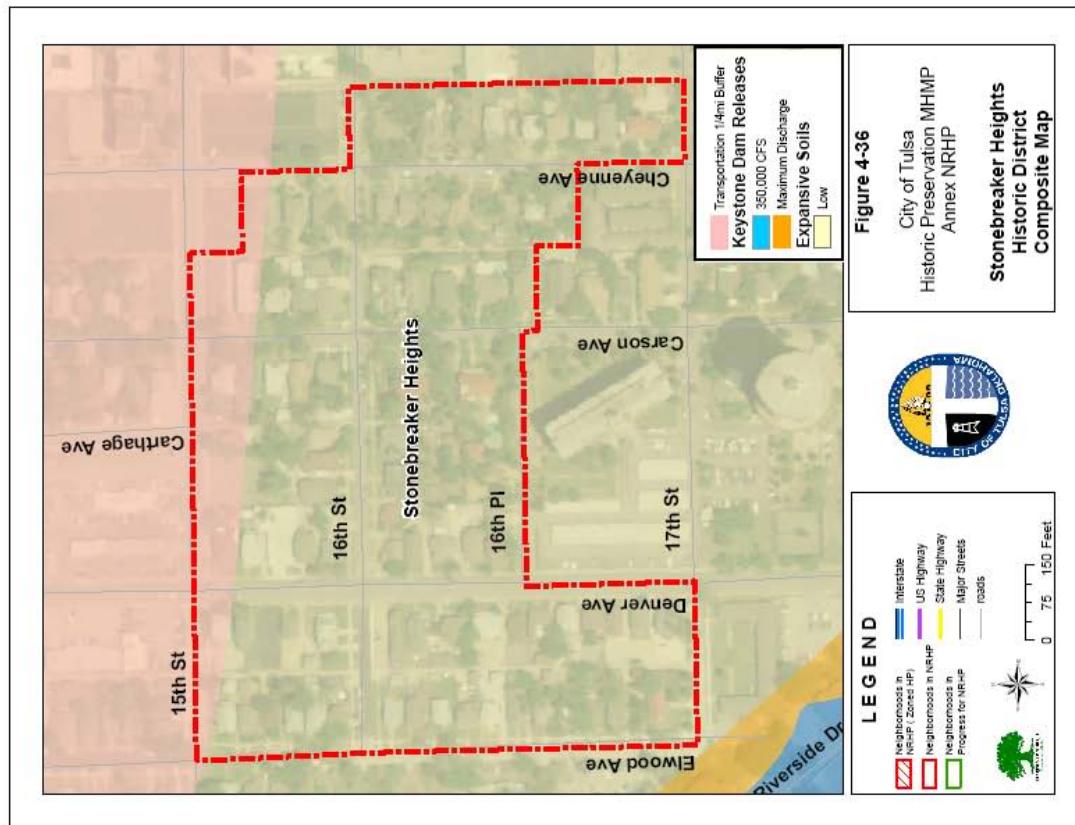 15th St
Carthage Ave
16th St
Stonebreaker Heights
16th Pl
17th St
Elwood Ave
Denver Ave
Carson Ave
Cheyenne Ave
Riverside Dr
Transportation 1/4mi Buffer
Keystone Dam Releases
350,000 CFS
Maximum Discharge
Expansive Soils
Low
LEGEND
Neighborhoods in
NRHP ( Zoned HP)
Neighborhoods in NRHP
Neighborhoods in
Progress for NRHP
Interstate
US Highway
State Highway
Major Streets
roads
0 75 150 Feet
CITY OF TULSA OKLAHOMA
Figure 4-36
City of Tulsa
Historic Preservation MHMP
Annex NRHP
Stonebreaker Heights
Historic District
Composite Map